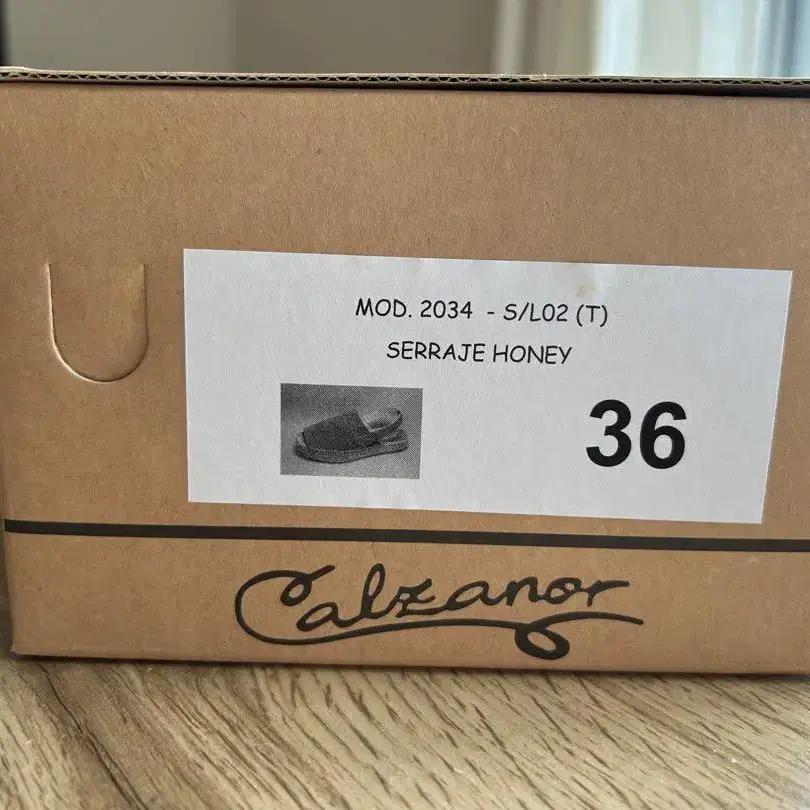 MOD. 2034 - S/L02 (T)
SERRAJE HONEY
36
Calzanor